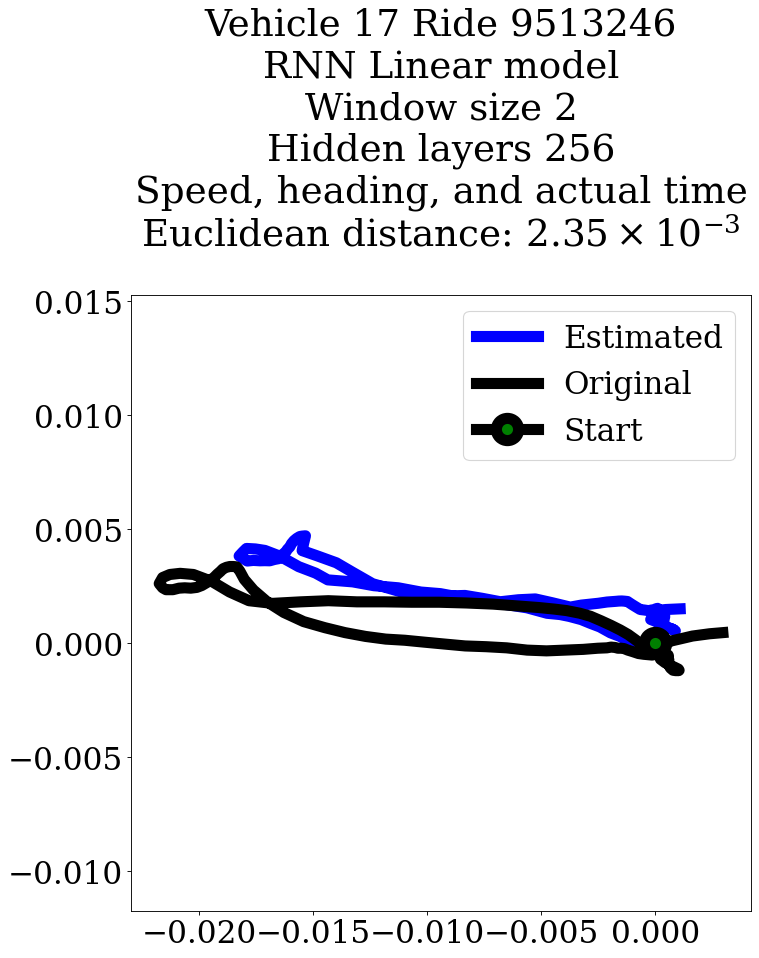 Vehicle 17 Ride 9513246
RNN Linear model
Window size 2
Hidden layers 256
Speed, heading, and actual time
Euclidean distance: 2.35 × 10⁻³
0.015
Estimated
Original
Start
0.010
0.005
0.000
−0.005
−0.010
−0.020 −0.015 −0.010 −0.005 0.000